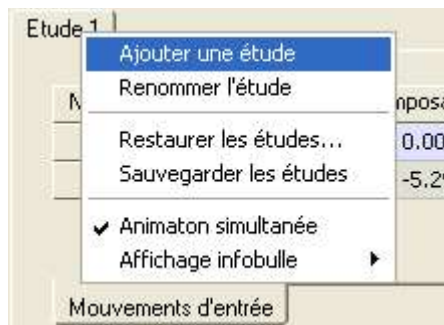 Etude 1
Ajouter une étude
Renommer l'étude
Restaurer les études...
Sauvegarder les études
Animaton simultanée
Affichage infobulle
0.00
-5.29
Mouvements d'entrée